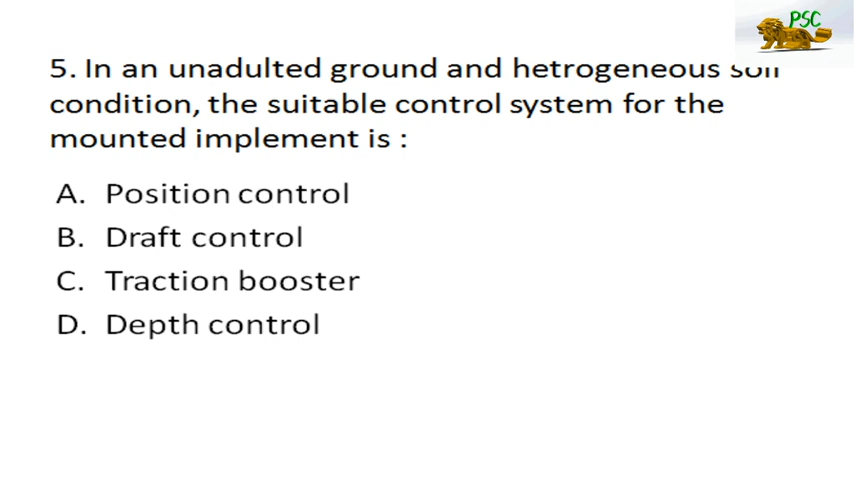 PSC
5. In an unadulted ground and hetrogeneous soil
condition, the suitable control system for the
mounted implement is :
A. Position control
B. Draft control
C. Traction booster
D. Depth control